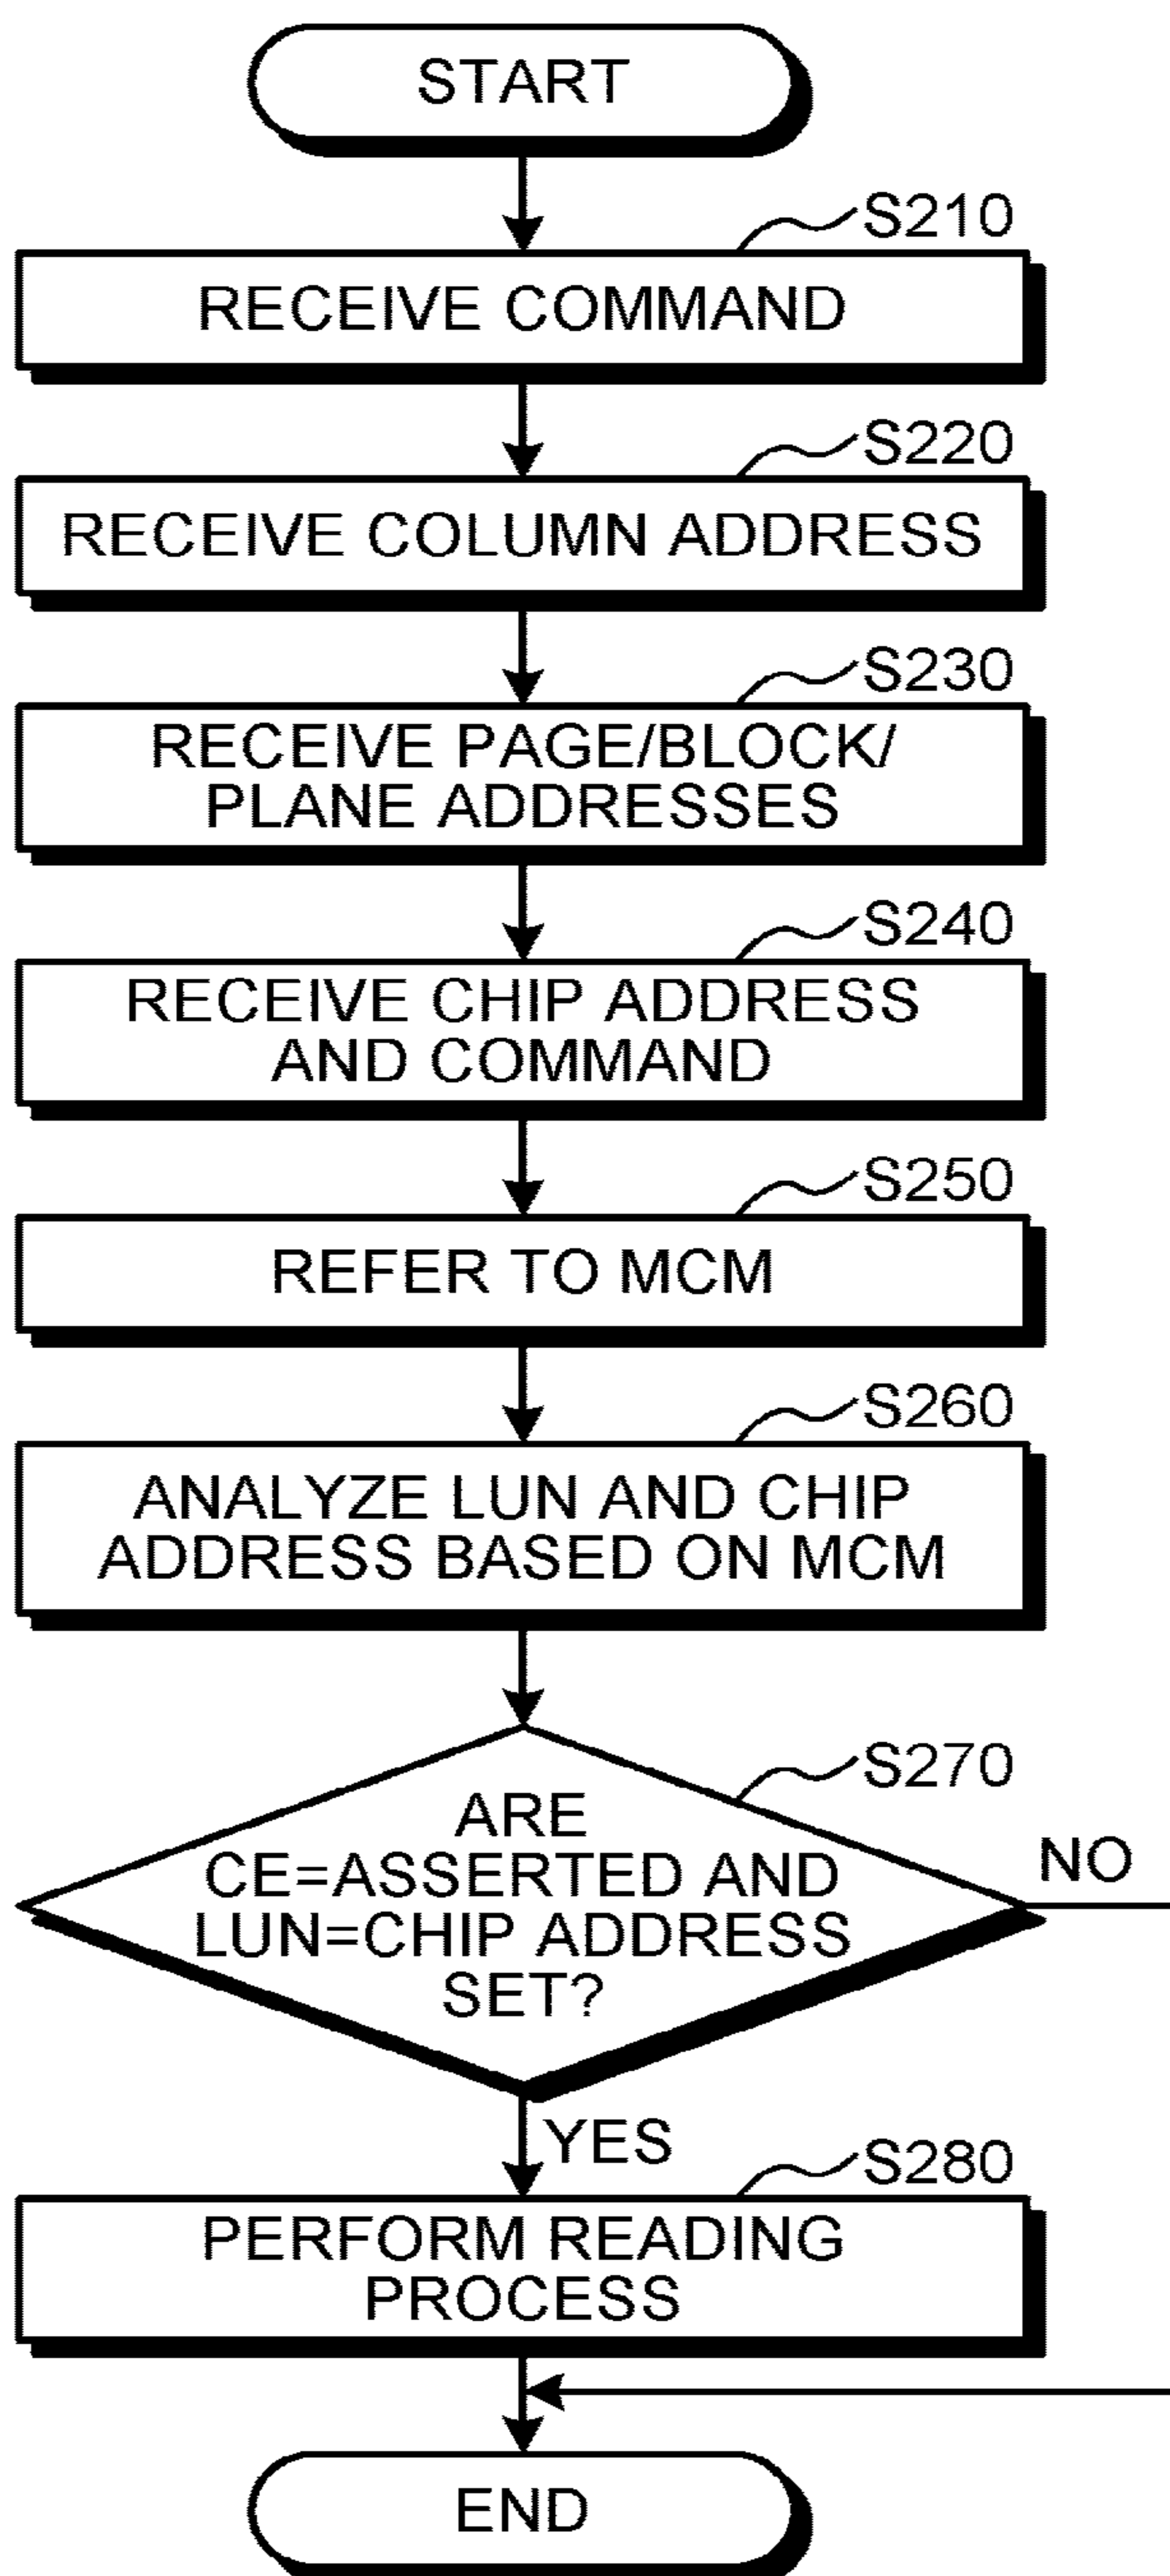 START
S210
RECEIVE COMMAND
S220
RECEIVE COLUMN ADDRESS
S230
RECEIVE PAGE/BLOCK/
PLANE ADDRESSES
S240
RECEIVE CHIP ADDRESS
AND COMMAND
S250
REFER TO MCM
S260
ANALYZE LUN AND CHIP
ADDRESS BASED ON MCM
S270
ARE
CE=ASSERTED AND
LUN=CHIP ADDRESS
SET?
NO
YES
S280
PERFORM READING
PROCESS
END